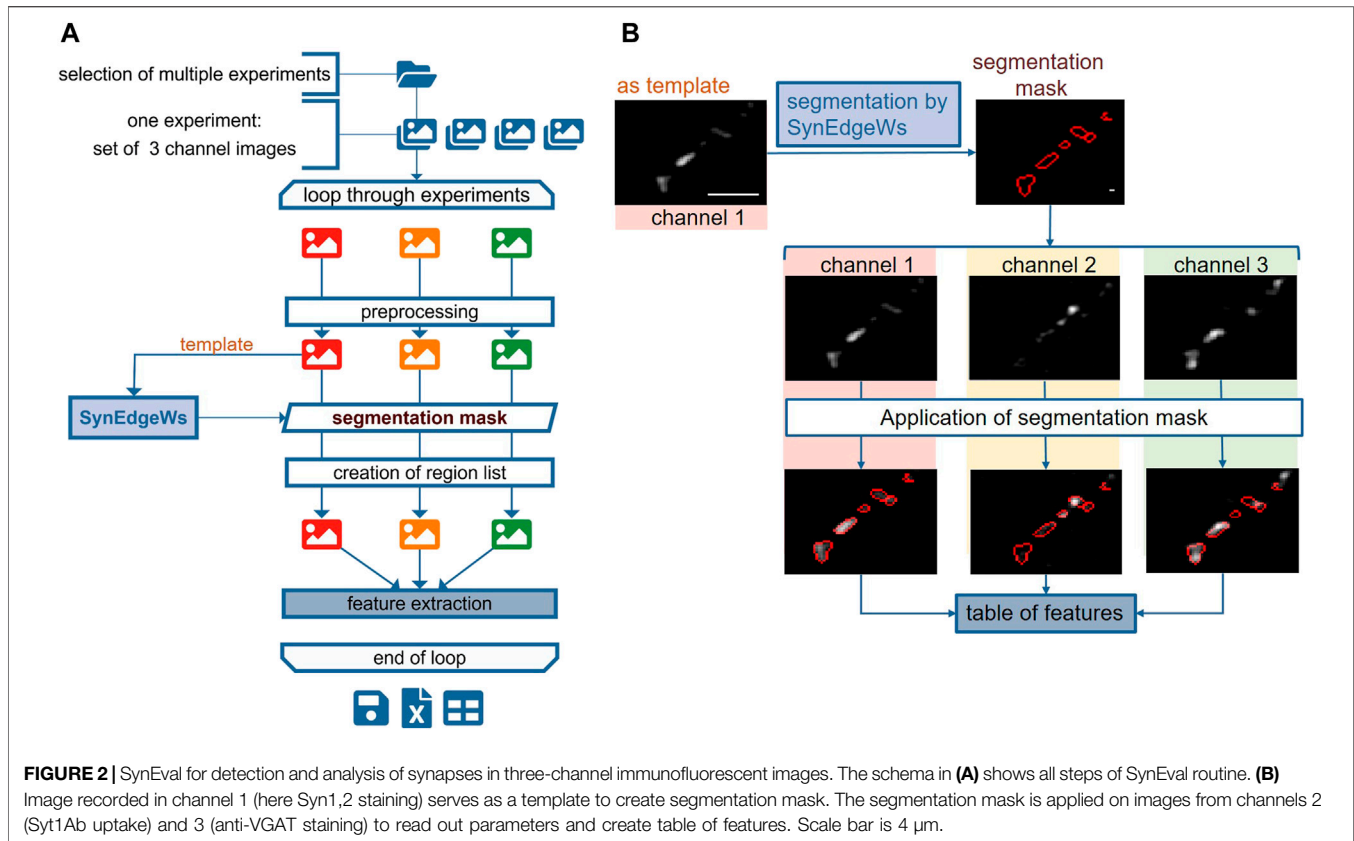 A
selection of multiple experiments
one experiment:
set of 3 channel images
loop through experiments
preprocessing
template
SynEdgeWs
segmentation mask
creation of region list
feature extraction
end of loop
X
B
as template
channel 1
segmentation by
SynEdgeWs
segmentation
mask
channel 1
channel 2
channel 3
Application of segmentation mask
table of features
FIGURE 2 | SynEval for detection and analysis of synapses in three-channel immunofluorescent images. The schema in (A) shows all steps of SynEval routine. (B)
Image recorded in channel 1 (here Syn1,2 staining) serves as a template to create segmentation mask. The segmentation mask is applied on images from channels 2
(Syt1Ab uptake) and 3 (anti-VGAT staining) to read out parameters and create table of features. Scale bar is 4 μm.